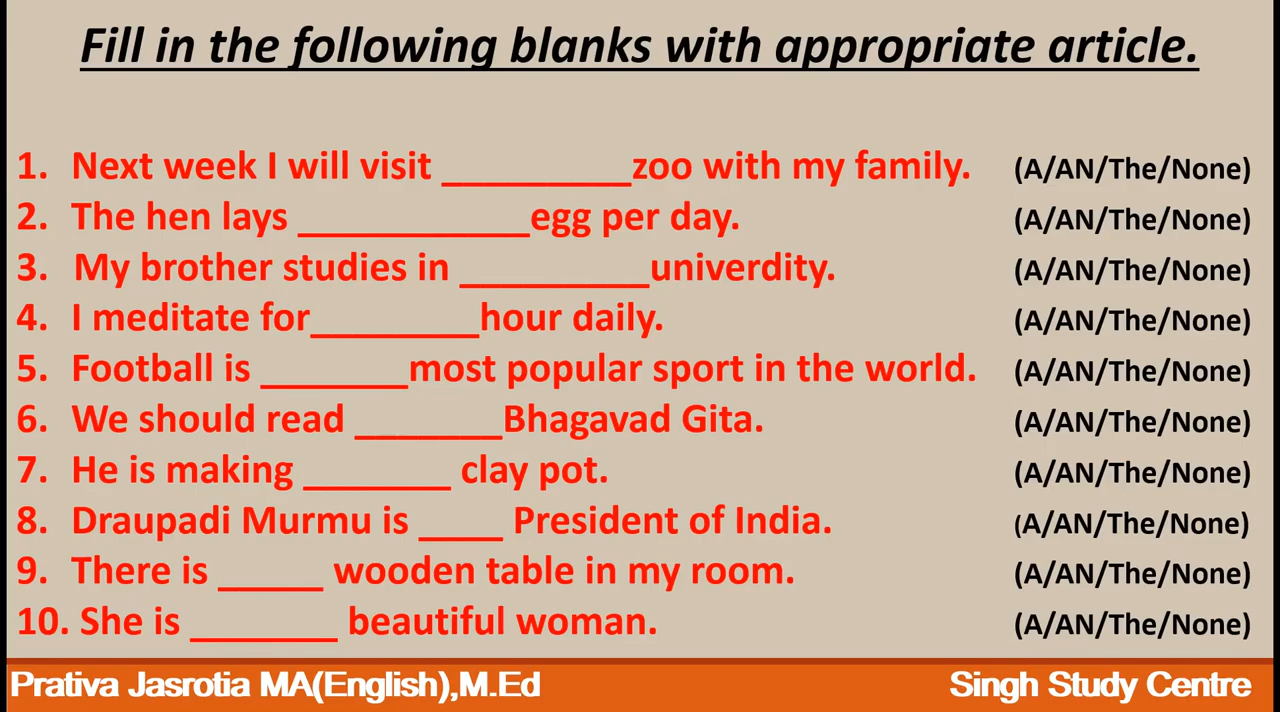 Fill in the following blanks with appropriate article.
1. Next week I will visit _________zoo with my family. (A/AN/The/None)
2. The hen lays ___________egg per day. (A/AN/The/None)
3. My brother studies in _________univerdity. (A/AN/The/None)
4. I meditate for________hour daily. (A/AN/The/None)
5. Football is _______most popular sport in the world. (A/AN/The/None)
6. We should read _______Bhagavad Gita. (A/AN/The/None)
7. He is making _______ clay pot. (A/AN/The/None)
8. Draupadi Murmu is ____ President of India. (A/AN/The/None)
9. There is _____ wooden table in my room. (A/AN/The/None)
10. She is _______ beautiful woman. (A/AN/The/None)
Prativa Jasrotia MA(English),M.Ed Singh Study Centre